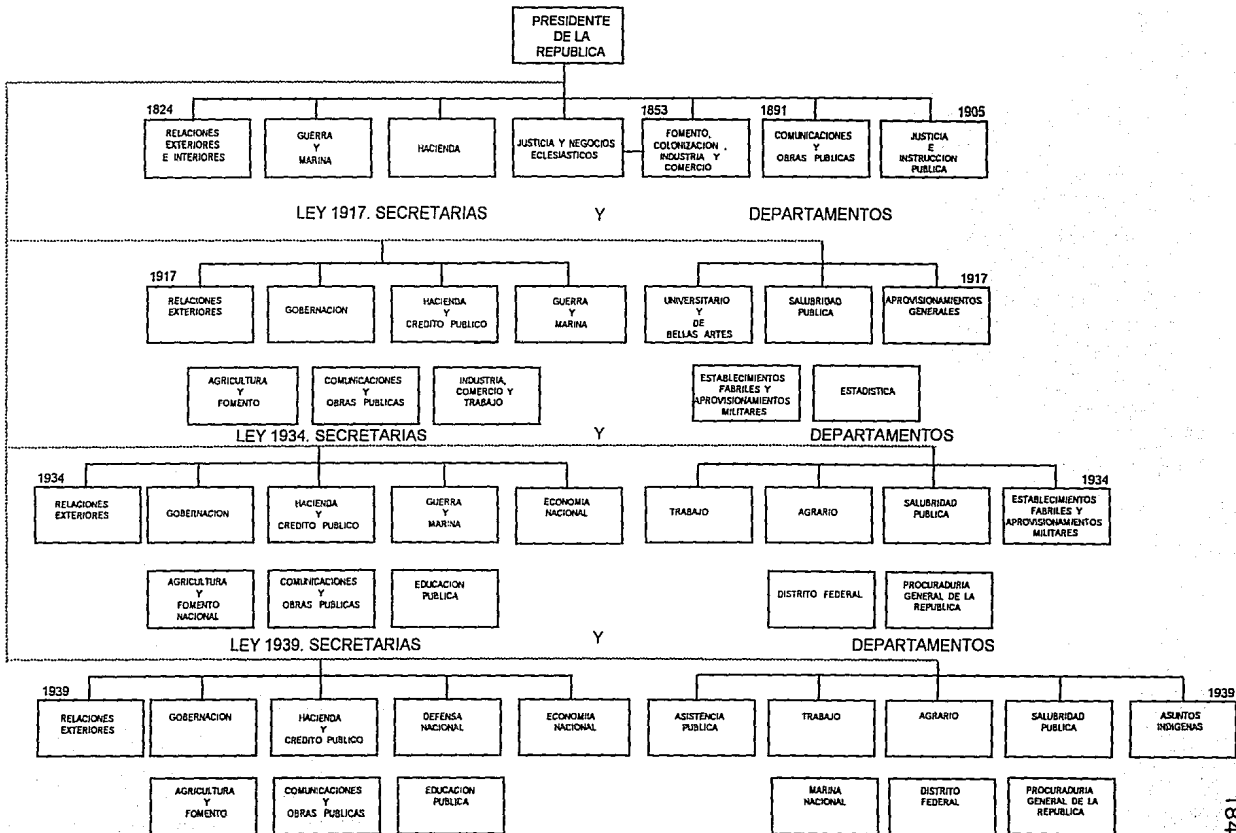 PRESIDENTE
DE LA
REPUBLICA
1824
RELACIONES
EXTERIORES
E INTERIORES
GUERRA
Y
MARINA
HACIENDA
JUSTICIA Y NEGOCIOS
ECLESIASTICOS
1853
FOMENTO,
COLONIZACION,
INDUSTRIA Y
COMERCIO
1891
COMUNICACIONES
Y
OBRAS PUBLICAS
1905
JUSTICIA
E
INSTRUCCION
PUBLICA
LEY 1917. SECRETARIAS Y DEPARTAMENTOS
1917
RELACIONES
EXTERIORES
GOBERNACION
HACIENDA
Y
CREDITO PUBLICO
GUERRA
Y
MARINA
UNIVERSITARIO
Y
DE
BELLAS ARTES
SALUBRIDAD
PUBLICA
1917
APROVISIONAMIENTOS
GENERALES
AGRICULTURA
Y
FOMENTO
COMUNICACIONES
Y
OBRAS PUBLICAS
INDUSTRIA,
COMERCIO Y
TRABAJO
ESTABLECIMIENTOS
FABRILES Y
APROVISIONAMIENTOS
MILITARES
ESTADISTICA
LEY 1934. SECRETARIAS Y DEPARTAMENTOS
1934
RELACIONES
EXTERIORES
GOBERNACION
HACIENDA
Y
CREDITO PUBLICO
GUERRA
Y
MARINA
ECONOMIA
NACIONAL
TRABAJO
AGRARIO
SALUBRIDAD
PUBLICA
1934
ESTABLECIMIENTOS
FABRILES Y
APROVISIONAMIENTOS
MILITARES
AGRICULTURA
Y
FOMENTO
NACIONAL
COMUNICACIONES
Y
OBRAS PUBLICAS
EDUCACION
PUBLICA
DISTRITO FEDERAL
PROCURADURIA
GENERAL DE LA
REPUBLICA
LEY 1939. SECRETARIAS Y DEPARTAMENTOS
1939
RELACIONES
EXTERIORES
GOBERNACION
HACIENDA
Y
CREDITO PUBLICO
DEFENSA
NACIONAL
ECONOMIA
NACIONAL
ASISTENCIA
PUBLICA
TRABAJO
AGRARIO
SALUBRIDAD
PUBLICA
1939
ASUNTOS
INDIGENAS
AGRICULTURA
Y
FOMENTO
COMUNICACIONES
Y
OBRAS PUBLICAS
EDUCACION
PUBLICA
MARINA
NACIONAL
DISTRITO
FEDERAL
PROCURADURIA
GENERAL DE LA
REPUBLICA
184